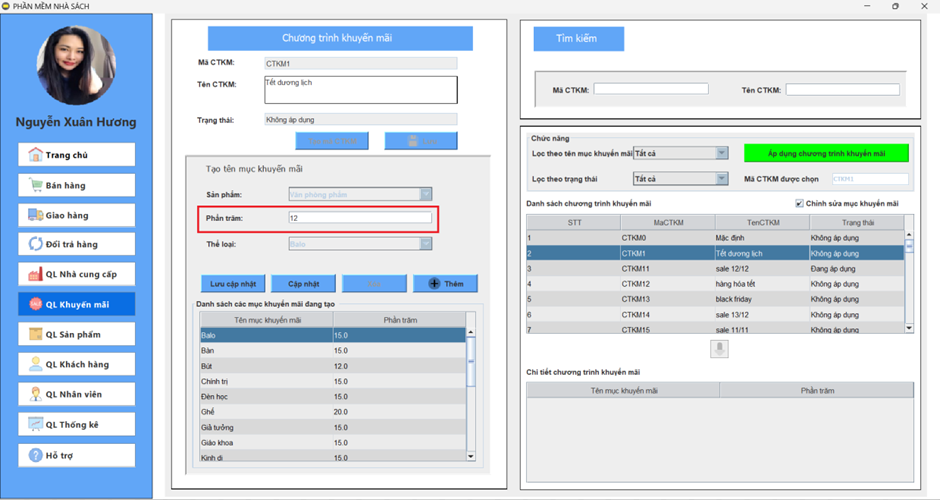 PHẦN MỀM NHÀ SÁCH
Nguyễn Xuân Hương
Trang chủ
Bán hàng
Giao hàng
Đổi trả hàng
QL Nhà cung cấp
QL Khuyến mãi
QL Sản phẩm
QL Khách hàng
QL Nhân viên
QL Thống kê
Hỗ trợ
Chương trình khuyến mãi
Mã CTKM:
CTKM1
Tên CTKM:
Tết dương lịch
Trạng thái:
Không áp dụng
Tạo tên mục khuyến mãi
Sản phẩm:
Văn phòng phẩm
Phần trăm:
12
Thể loại:
Balo
Lưu cập nhật
Cập nhật
Thêm
Danh sách các mục khuyến mãi đang tạo
Tên mục khuyến mãi Phần trăm
Balo 15.0
Bàn 15.0
Bút 12.0
Chính trị 15.0
Đèn học 15.0
Ghế 20.0
Giả tưởng 15.0
Giáo khoa 15.0
Kinh dị 15.0
Tìm kiếm
Mã CTKM:
Tên CTKM:
Chức năng
Lọc theo tên mục khuyến mãi Tất cả
Áp dụng chương trình khuyến mãi
Lọc theo trạng thái Tất cả
Mã CTKM được chọn CTKM1
Danh sách chương trình khuyến mãi
Chỉnh sửa mục khuyến mãi
STT MaCTKM TenCTKM Trạng thái
1 CTKM0 Mặc định Không áp dụng
2 CTKM1 Tết dương lịch Không áp dụng
3 CTKM11 sale 12/12 Đang áp dụng
4 CTKM12 hàng hóa tết Không áp dụng
5 CTKM13 black friday Không áp dụng
6 CTKM14 sale 13/12 Không áp dụng
7 CTKM15 sale 11/11 Không áp dụng
Chi tiết chương trình khuyến mãi
Tên mục khuyến mãi Phần trăm